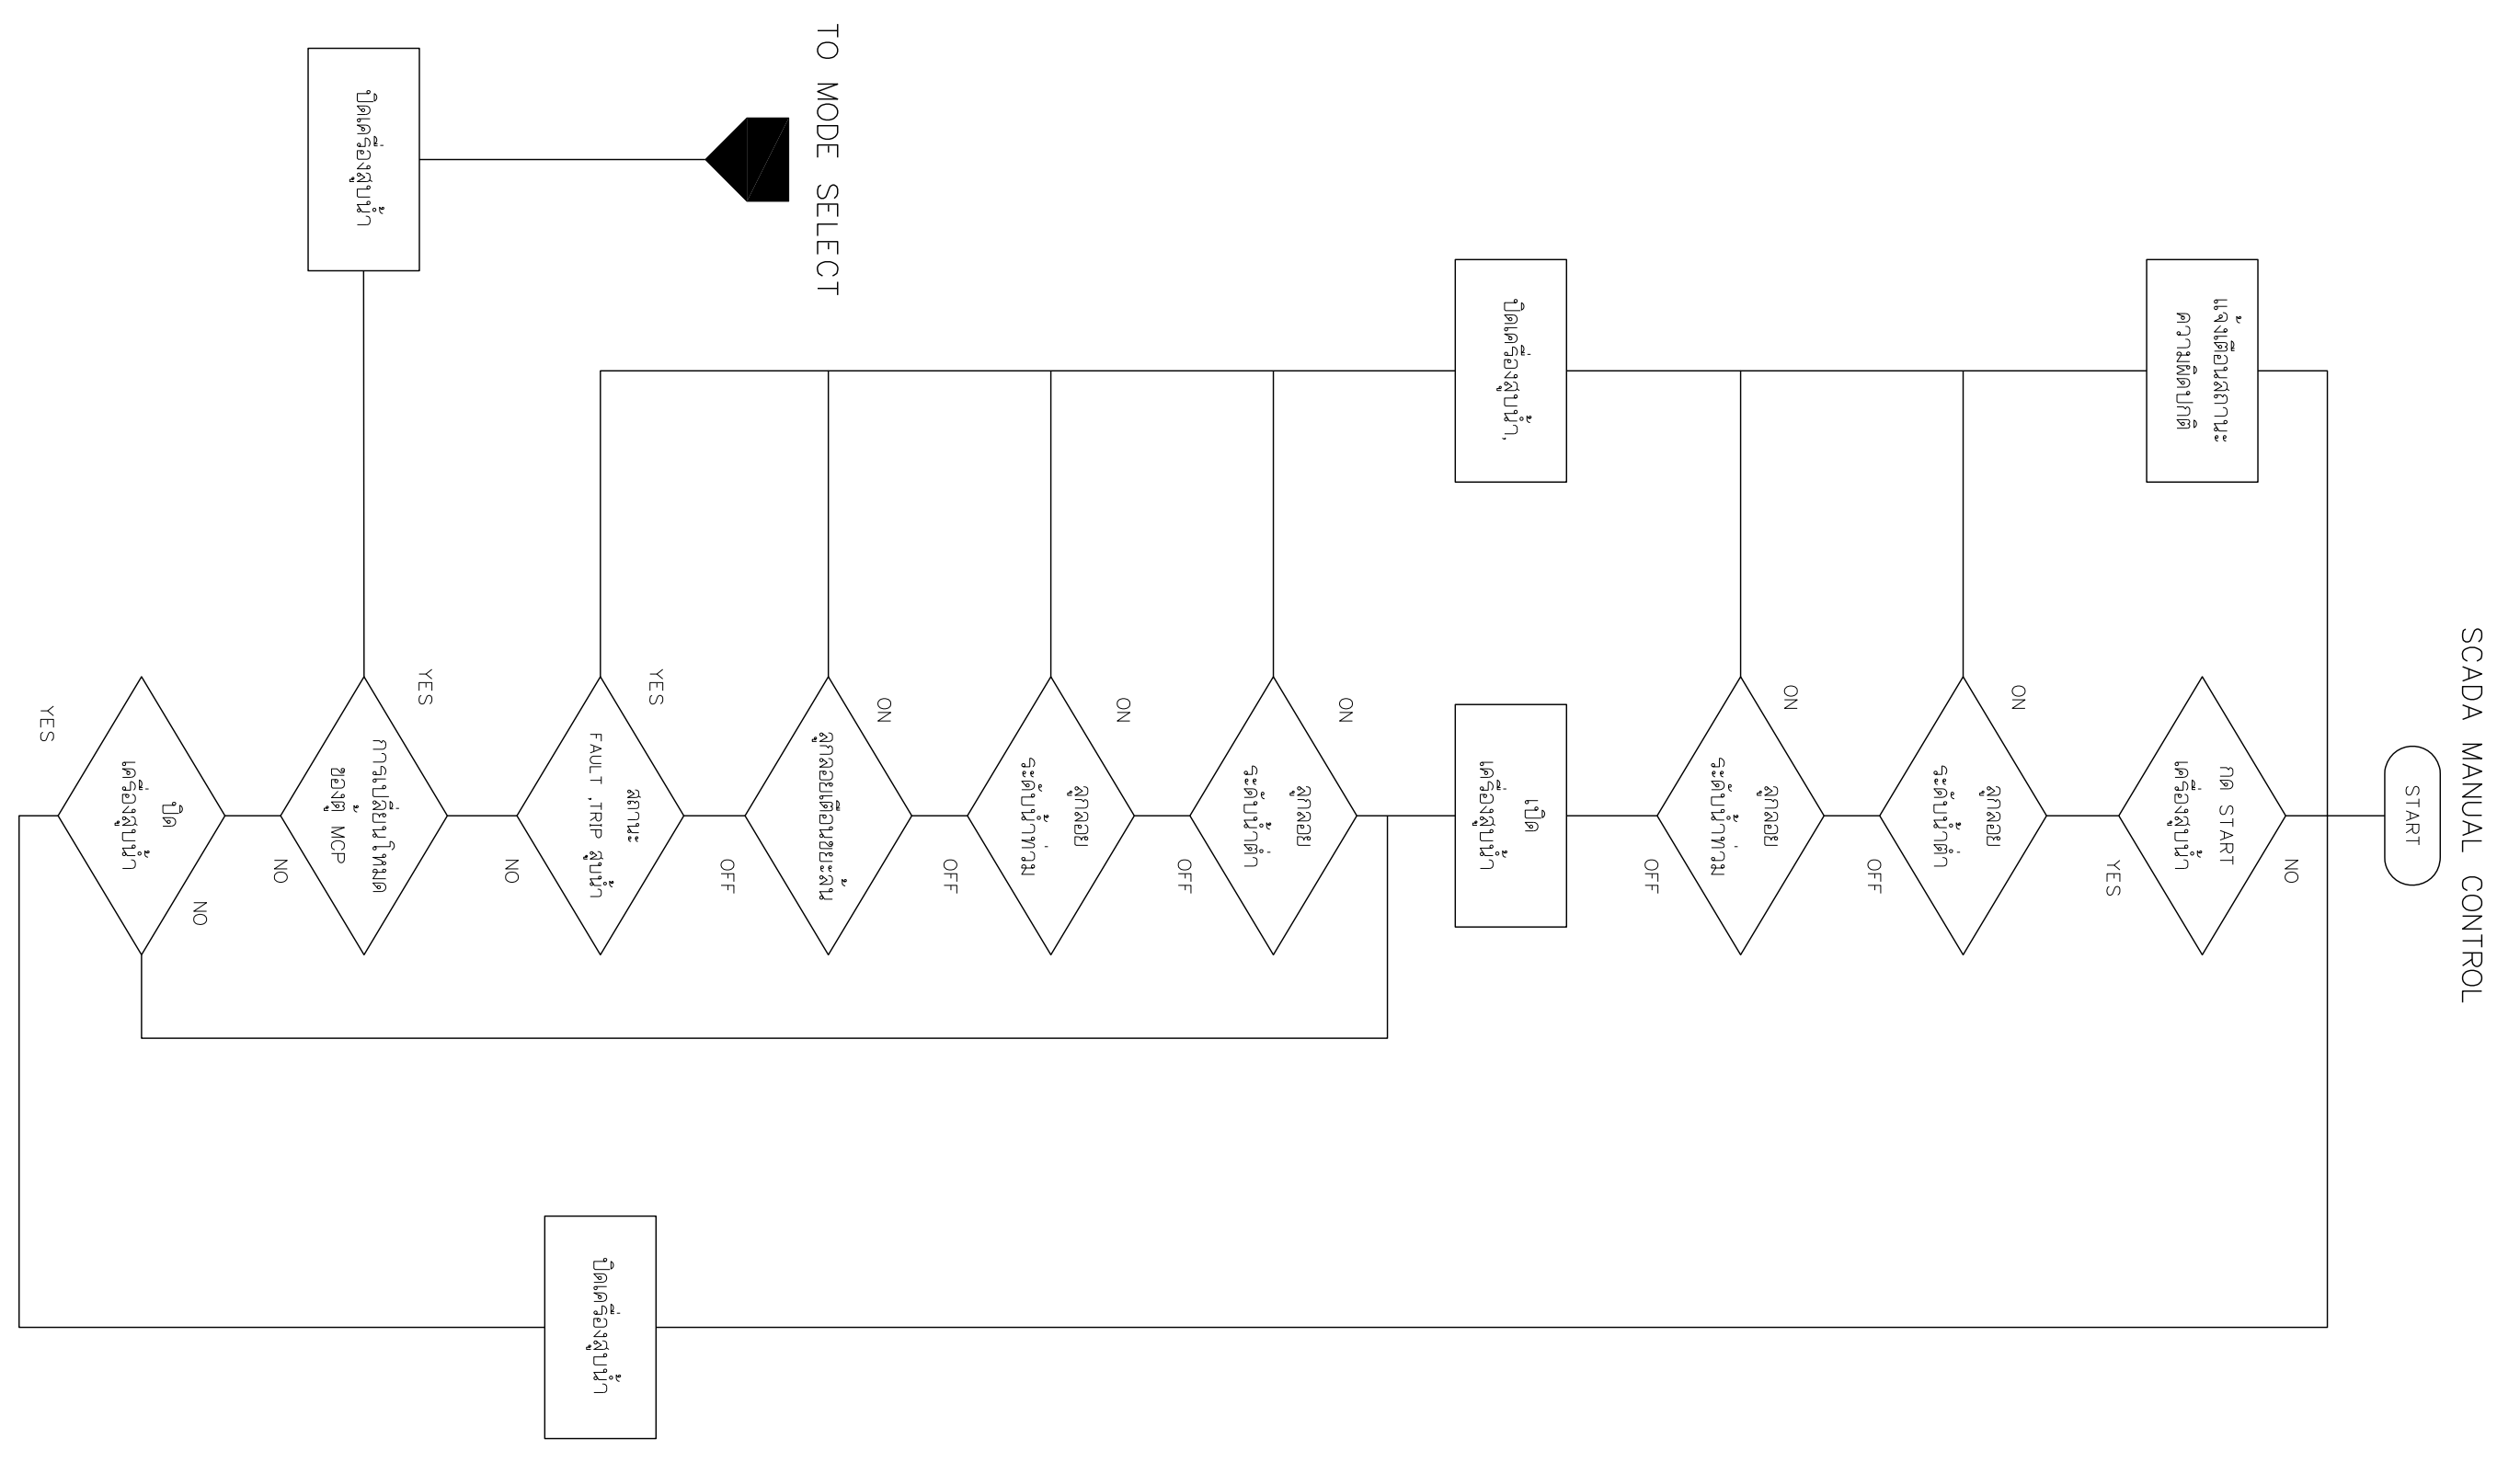 SCADA MANUAL CONTROL
START
NO
กด START
เครื่องสูบน้ำ
YES
แจ้งเตือนสถานะ
ความผิดปกติ
ON
ลูกลอย
ระดับน้ำต่ำ
OFF
ON
ลูกลอย
ระดับน้ำท่วม
OFF
ปิดเครื่องสูบน้ำ,
เปิด
เครื่องสูบน้ำ
ON
ลูกลอย
ระดับน้ำต่ำ
OFF
ON
ลูกลอย
ระดับน้ำท่วม
OFF
ON
ลูกลอยเตือนขยะล้น
OFF
TO MODE SELECT
YES
สถานะ
FAULT ,TRIP สูบน้ำ
NO
ปิดเครื่องสูบน้ำ
YES
การเปลี่ยนโหมด
ของตู้ MCP
NO
ปิดเครื่องสูบน้ำ
NO
ปิด
เครื่องสูบน้ำ
YES